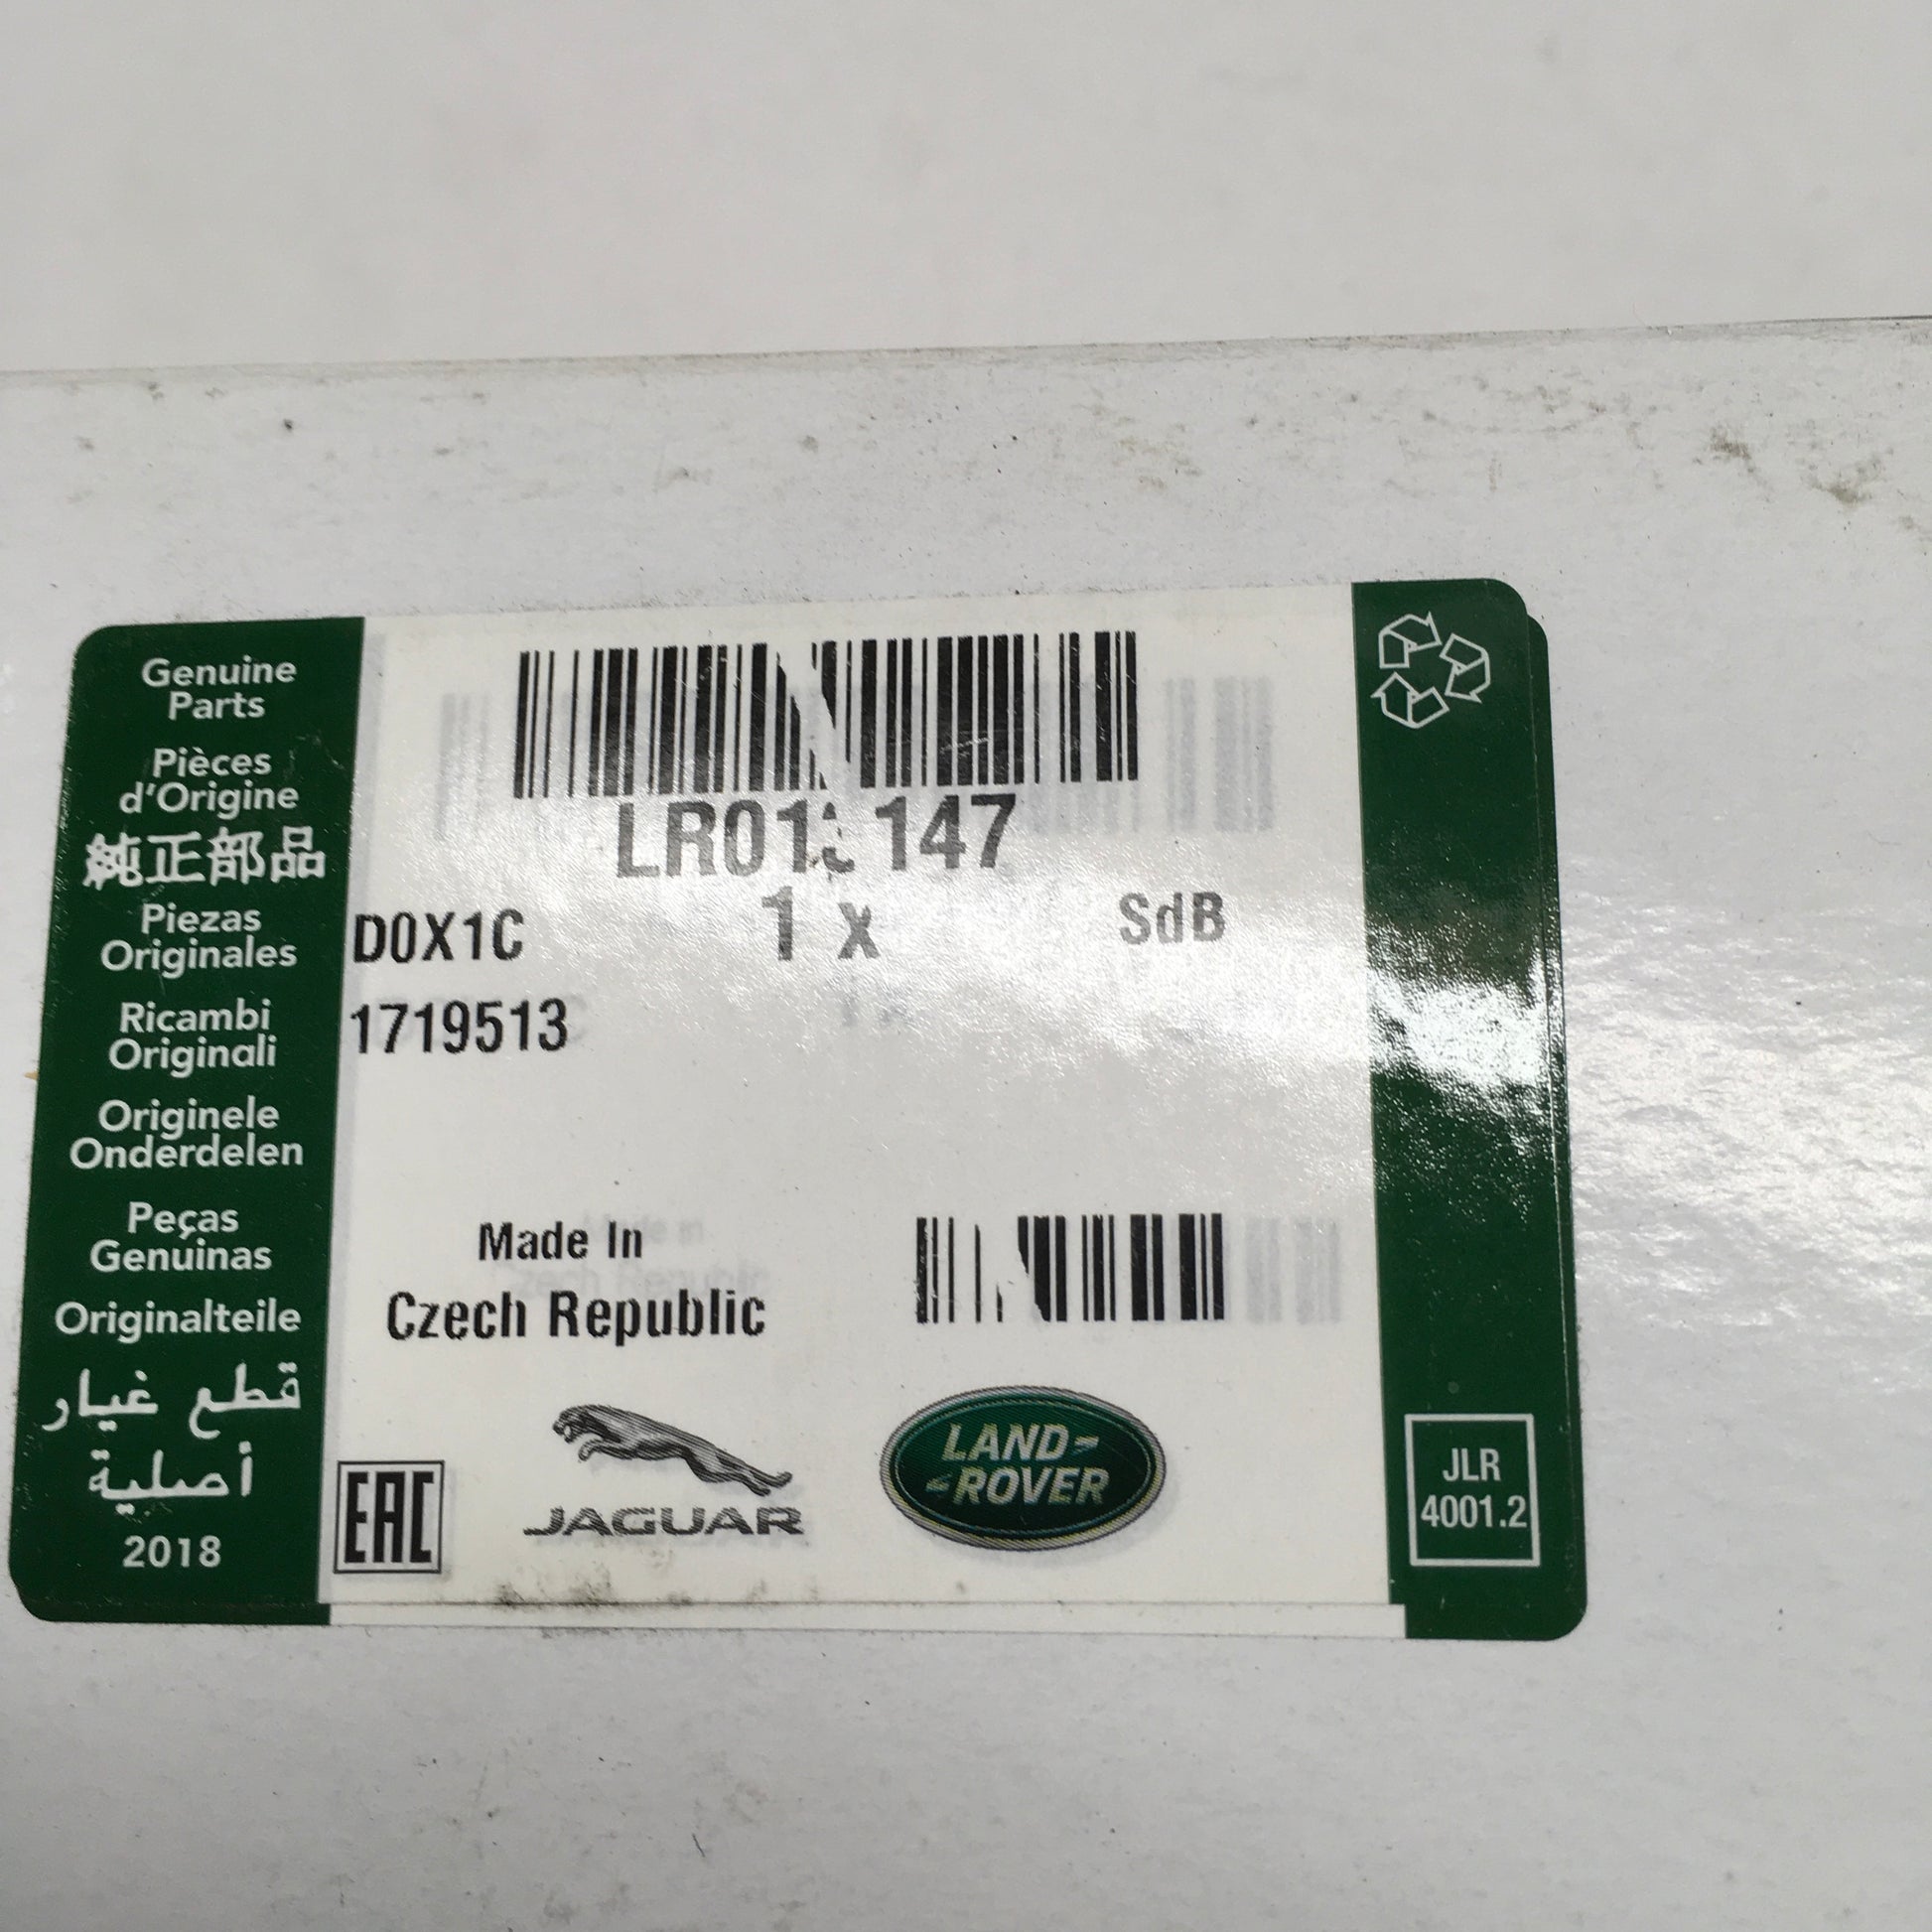 Genuine
Parts
Pièces
d'Origine
純正部品
Piezas
Originales
Ricambi
Originali
Originele
Onderdelen
Peças
Genuinas
Originalteile
قطع غيار
أصلية
2018
D0X1C
1 x
SdB
1719513
Made In
Czech Republic
EAC
JAGUAR
LAND-
-ROVER
JLR
4001.2